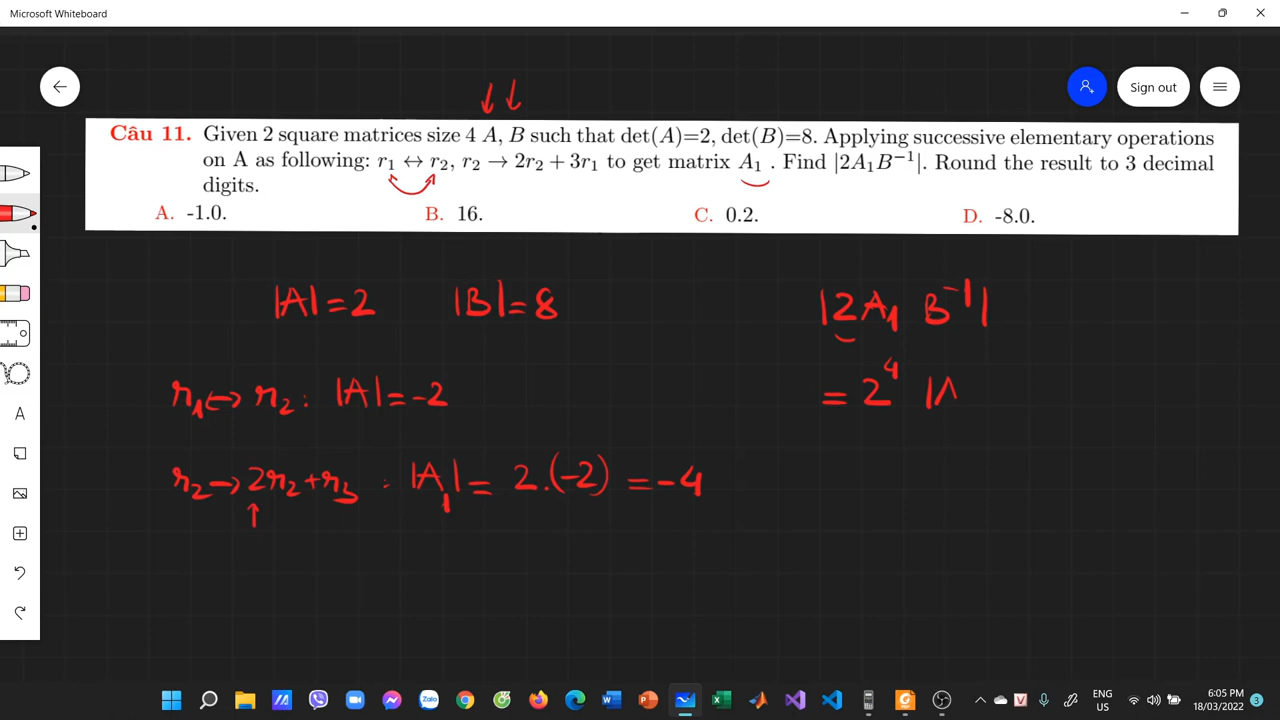 Microsoft Whiteboard
Sign out
Câu 11. Given 2 square matrices size 4 A, B such that det(A)=2, det(B)=8. Applying successive elementary operations
on A as following: r₁ ↔ r₂, r₂ → 2r₂ + 3r₁ to get matrix A₁ . Find |2A₁B⁻¹|. Round the result to 3 decimal
digits.
A. -1.0. B. 16. C. 0.2. D. -8.0.
|A| = 2 |B| = 8 |2A₁ B⁻¹|
r₁ ↔ r₂ : |A| = -2 = 2⁴ |A
r₂ → 2r₂ + r₃ : |A₁| = 2.(-2) = -4
A
Zalo
V
ENG
US
6:05 PM
18/03/2022
3